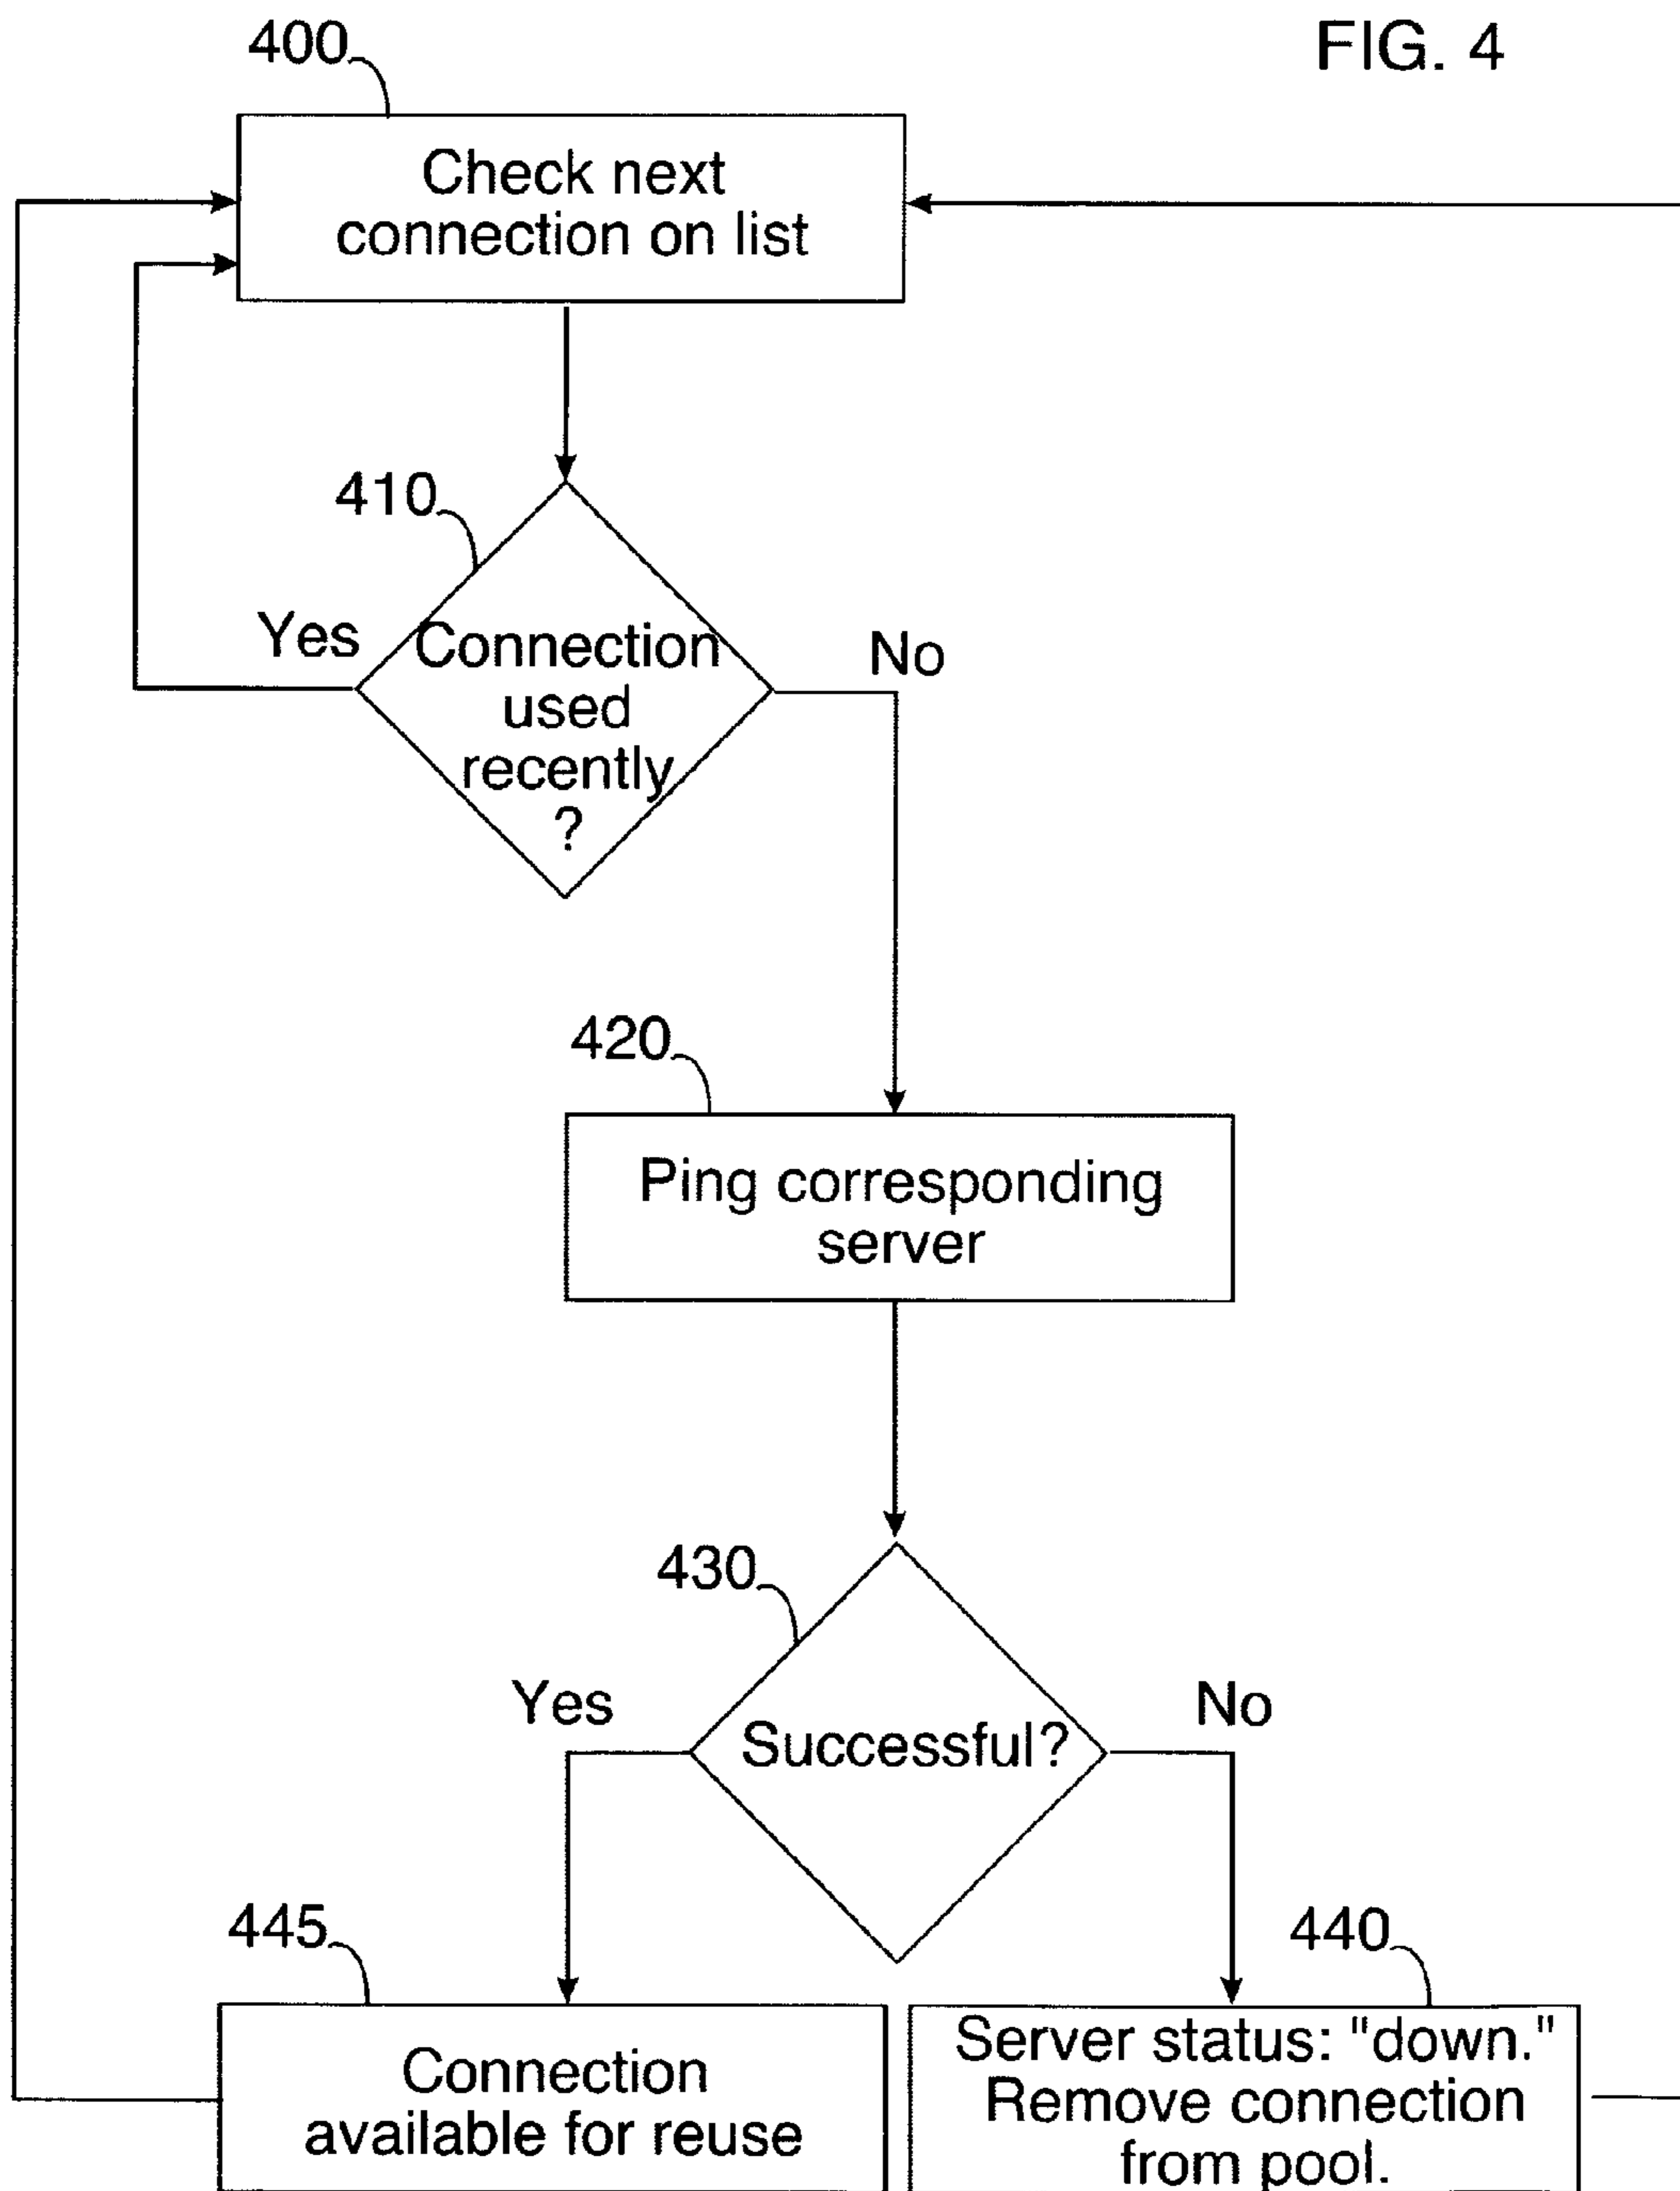 FIG. 4
400
Check next
connection on list
410
Yes
Connection
used
recently
?
No
420
Ping corresponding
server
430
Yes
Successful?
No
445
Connection
available for reuse
440
Server status: "down."
Remove connection
from pool.